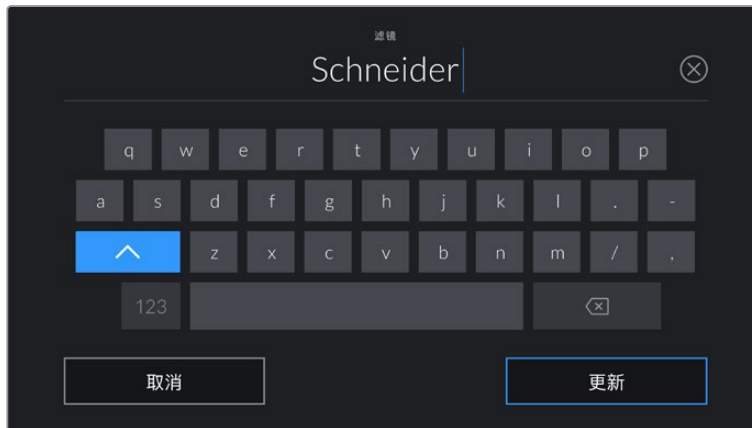 滤镜
Schneider
q w e r t y u i o p
a s d f g h j k l . -
z x c v b n m / ,
123
取消 更新